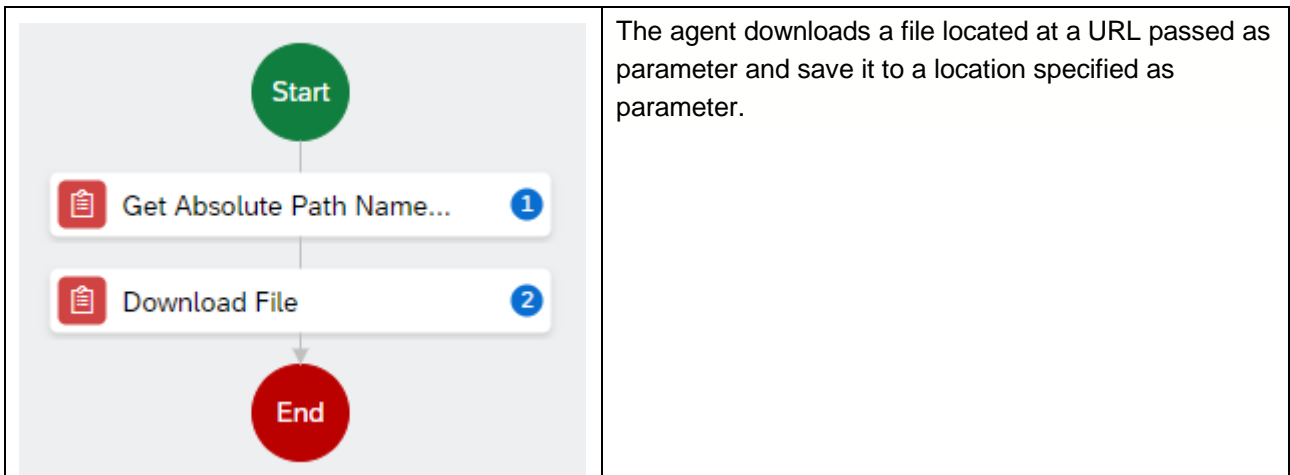 Start
Get Absolute Path Name... 1
Download File 2
End
The agent downloads a file located at a URL passed as
parameter and save it to a location specified as
parameter.